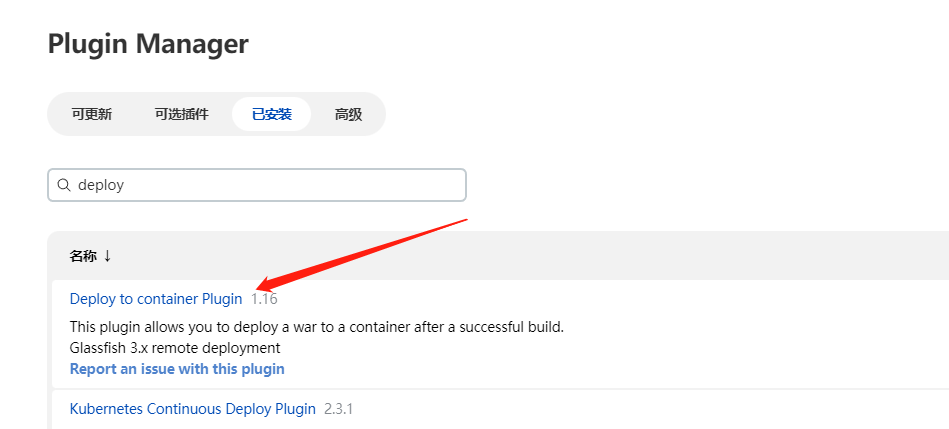 Plugin Manager
可更新 可选插件 已安装 高级
deploy
名称 ↓
Deploy to container Plugin 1.16
This plugin allows you to deploy a war to a container after a successful build.
Glassfish 3.x remote deployment
Report an issue with this plugin
Kubernetes Continuous Deploy Plugin 2.3.1